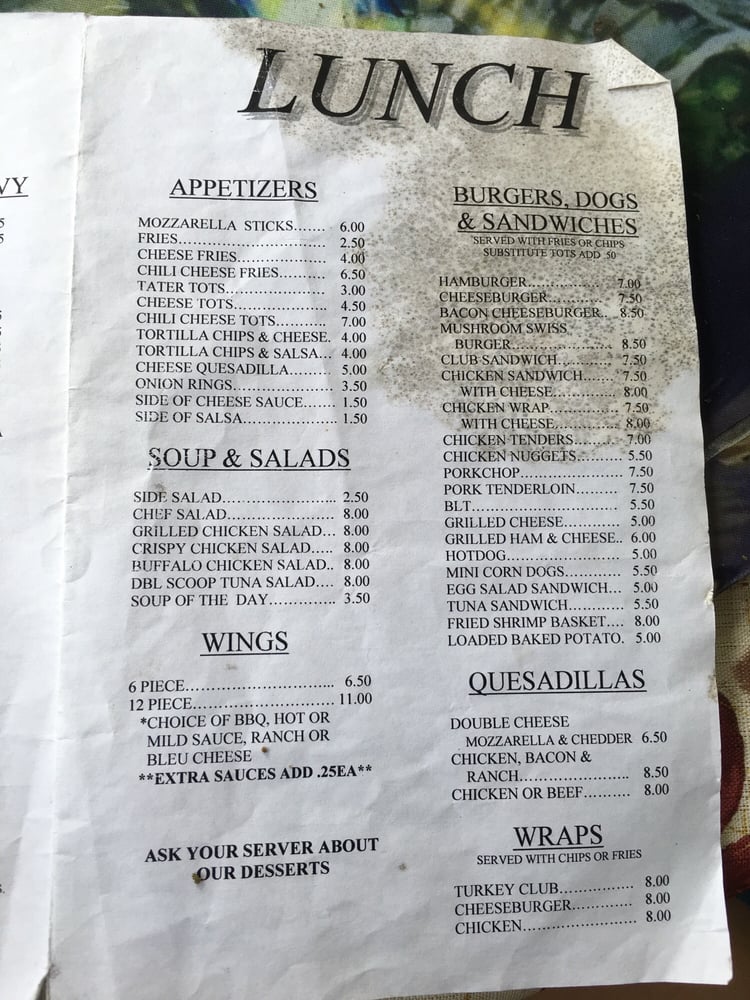 VY
5
5
LUNCH
APPETIZERS
MOZZARELLA STICKS....... 6.00
FRIES................................ 2.50
CHEESE FRIES.................... 4.00
CHILI CHEESE FRIES.......... 6.50
TATER TOTS....................... 3.00
CHEESE TOTS..................... 4.50
CHILI CHEESE TOTS........... 7.00
TORTILLA CHIPS & CHEESE. 4.00
TORTILLA CHIPS & SALSA... 4.00
CHEESE QUESADILLA......... 5.00
ONION RINGS...................... 3.50
SIDE OF CHEESE SAUCE...... 1.50
SIDE OF SALSA.................... 1.50
SOUP & SALADS
SIDE SALAD........................ 2.50
CHEF SALAD....................... 8.00
GRILLED CHICKEN SALAD... 8.00
CRISPY CHICKEN SALAD..... 8.00
BUFFALO CHICKEN SALAD.. 8.00
DBL SCOOP TUNA SALAD.... 8.00
SOUP OF THE DAY.............. 3.50
WINGS
6 PIECE................................ 6.50
12 PIECE.............................. 11.00
*CHOICE OF BBQ, HOT OR
MILD SAUCE, RANCH OR
BLEU CHEESE
**EXTRA SAUCES ADD .25EA**
ASK YOUR SERVER ABOUT
OUR DESSERTS
BURGERS, DOGS
& SANDWICHES
SERVED WITH FRIES OR CHIPS
SUBSTITUTE TOTS ADD .50
HAMBURGER................ 7.00
CHEESEBURGER............ 7.50
BACON CHEESEBURGER.. 8.50
MUSHROOM SWISS
BURGER....................... 8.50
CLUB SANDWICH............ 7.50
CHICKEN SANDWICH....... 7.50
WITH CHEESE............... 8.00
CHICKEN WRAP............... 7.50
WITH CHEESE............... 8.00
CHICKEN TENDERS.......... 7.00
CHICKEN NUGGETS.......... 5.50
PORKCHOP....................... 7.50
PORK TENDERLOIN......... 7.50
BLT................................. 5.50
GRILLED CHEESE............. 5.00
GRILLED HAM & CHEESE.. 6.00
HOTDOG.......................... 5.00
MINI CORN DOGS............. 5.50
EGG SALAD SANDWICH... 5.00
TUNA SANDWICH............. 5.50
FRIED SHRIMP BASKET.... 8.00
LOADED BAKED POTATO. 5.00
QUESADILLAS
DOUBLE CHEESE
MOZZARELLA & CHEDDER 6.50
CHICKEN, BACON &
RANCH......................... 8.50
CHICKEN OR BEEF.......... 8.00
WRAPS
SERVED WITH CHIPS OR FRIES
TURKEY CLUB................ 8.00
CHEESEBURGER............. 8.00
CHICKEN........................ 8.00